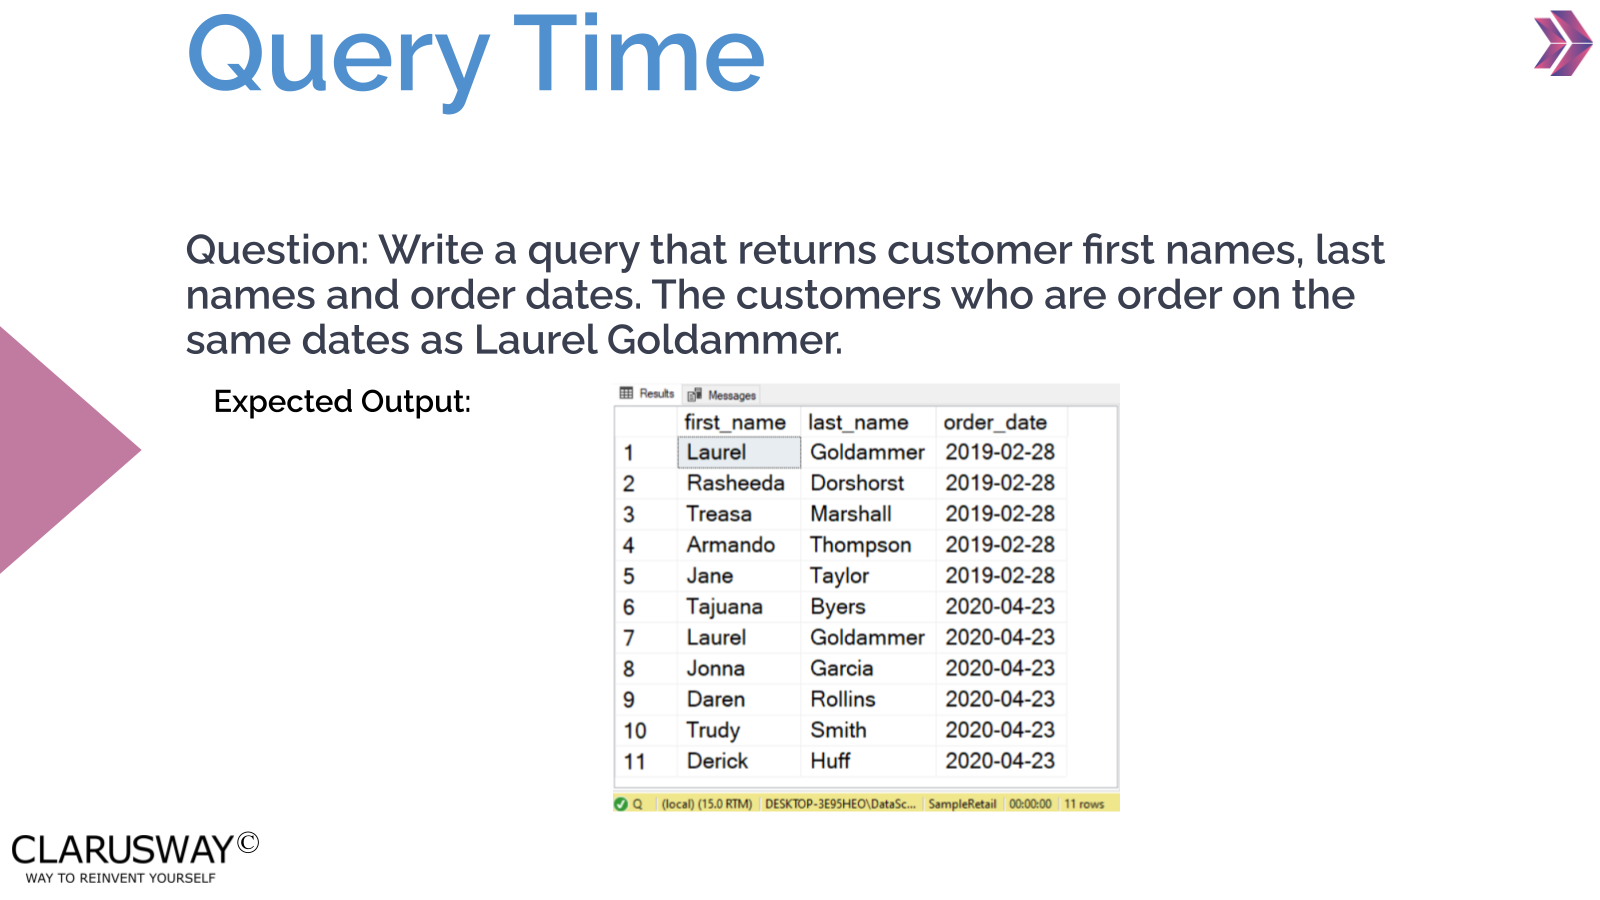 Query Time
Question: Write a query that returns customer first names, last
names and order dates. The customers who are order on the
same dates as Laurel Goldammer.
Expected Output:
Results Messages
first_name last_name order_date
1 Laurel Goldammer 2019-02-28
2 Rasheeda Dorshorst 2019-02-28
3 Treasa Marshall 2019-02-28
4 Armando Thompson 2019-02-28
5 Jane Taylor 2019-02-28
6 Tajuana Byers 2020-04-23
7 Laurel Goldammer 2020-04-23
8 Jonna Garcia 2020-04-23
9 Daren Rollins 2020-04-23
10 Trudy Smith 2020-04-23
11 Derick Huff 2020-04-23
Q (local) (15.0 RTM) DESKTOP-3E95HEO\DataSc... SampleRetail 00:00:00 11 rows
CLARUSWAY©
WAY TO REINVENT YOURSELF